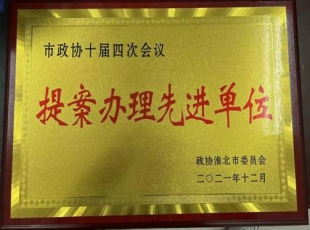 市政协十届四次会议
提案办理先进单位
政协淮北市委员会
二〇二一年十二月